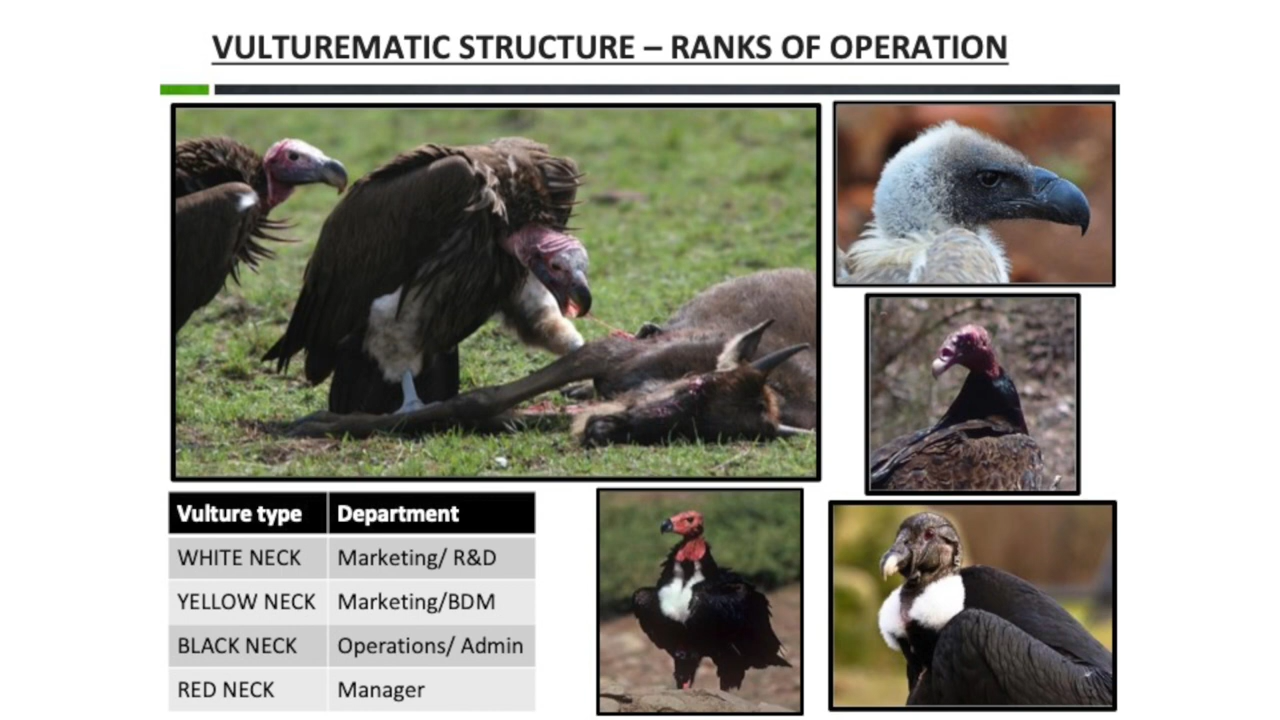 VULTUREMATIC STRUCTURE – RANKS OF OPERATION
Vulture type Department
WHITE NECK Marketing/ R&D
YELLOW NECK Marketing/BDM
BLACK NECK Operations/ Admin
RED NECK Manager